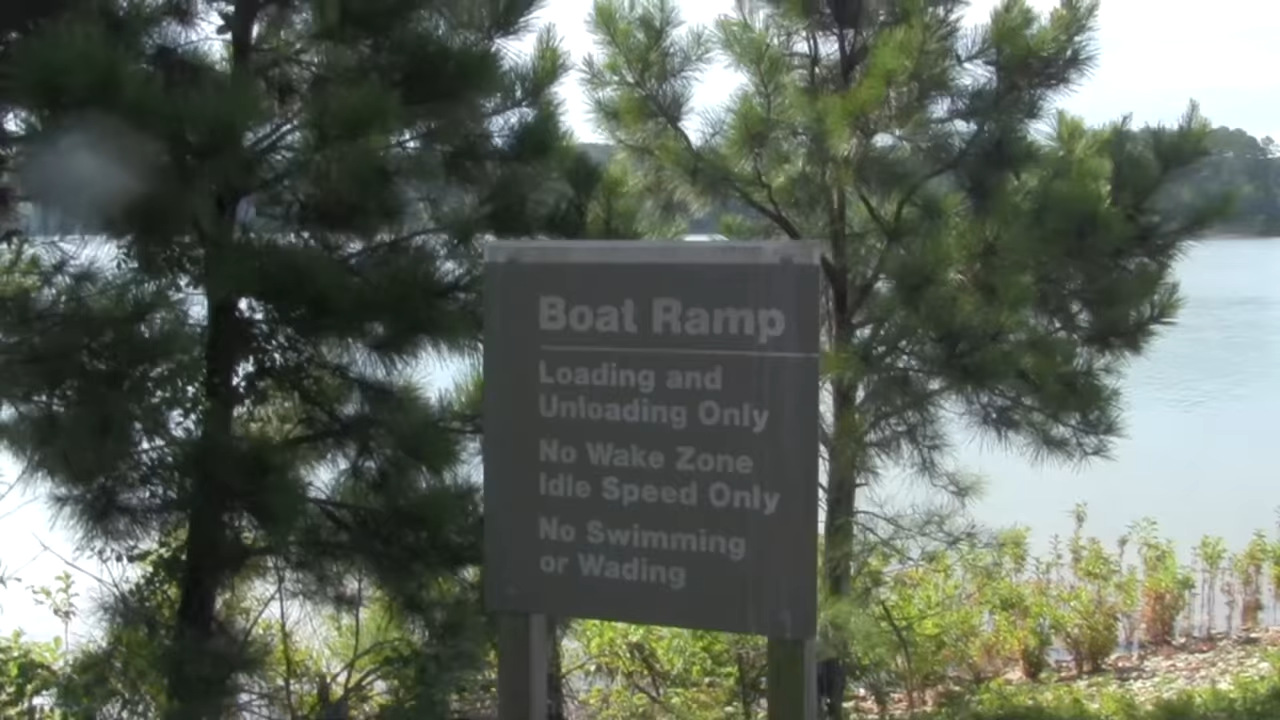 Boat Ramp
Loading and
Unloading Only
No Wake Zone
Idle Speed Only
No Swimming
or Wading